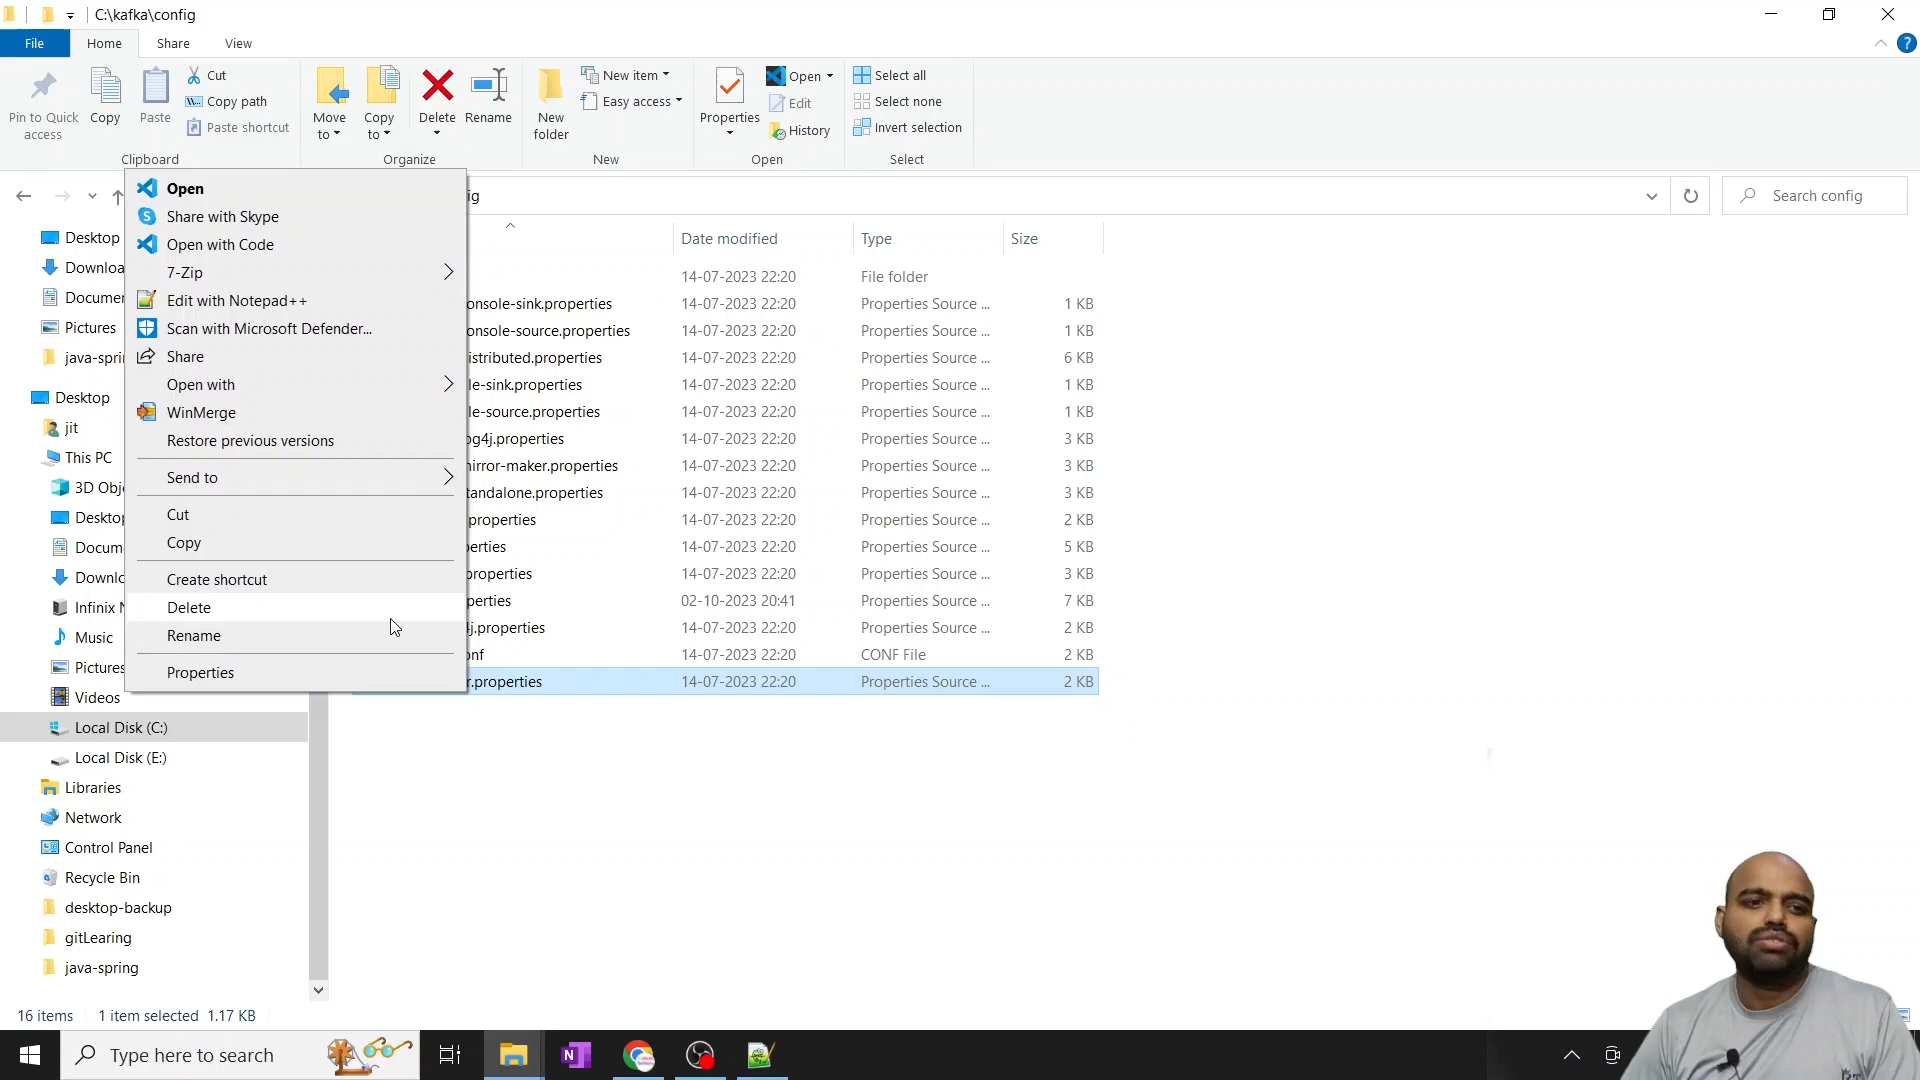 C:\kafka\config
File
Home
Share
View
Pin to Quick
access
Copy
Paste
Cut
Copy path
Paste shortcut
Clipboard
Move
to
Copy
to
Delete
Rename
Organize
New
folder
New item
Easy access
New
Properties
Open
Edit
History
Open
Select all
Select none
Invert selection
Select
ig
Search config
Desktop
Downloa
Documen
Pictures
java-spri
Desktop
jit
This PC
3D Obje
Desktop
Docum
Downlo
Infinix N
Music
Pictures
Videos
Local Disk (C:)
Local Disk (E:)
Libraries
Network
Control Panel
Recycle Bin
desktop-backup
gitLearing
java-spring
Open
Share with Skype
Open with Code
7-Zip
Edit with Notepad++
Scan with Microsoft Defender...
Share
Open with
WinMerge
Restore previous versions
Send to
Cut
Copy
Create shortcut
Delete
Rename
Properties
Date modified Type Size
14-07-2023 22:20 File folder
onsole-sink.properties 14-07-2023 22:20 Properties Source ... 1 KB
onsole-source.properties 14-07-2023 22:20 Properties Source ... 1 KB
istributed.properties 14-07-2023 22:20 Properties Source ... 6 KB
le-sink.properties 14-07-2023 22:20 Properties Source ... 1 KB
le-source.properties 14-07-2023 22:20 Properties Source ... 1 KB
og4j.properties 14-07-2023 22:20 Properties Source ... 3 KB
nirror-maker.properties 14-07-2023 22:20 Properties Source ... 3 KB
tandalone.properties 14-07-2023 22:20 Properties Source ... 3 KB
.properties 14-07-2023 22:20 Properties Source ... 2 KB
perties 14-07-2023 22:20 Properties Source ... 5 KB
properties 14-07-2023 22:20 Properties Source ... 3 KB
perties 02-10-2023 20:41 Properties Source ... 7 KB
4j.properties 14-07-2023 22:20 Properties Source ... 2 KB
onf 14-07-2023 22:20 CONF File 2 KB
r.properties 14-07-2023 22:20 Properties Source ... 2 KB
16 items 1 item selected 1.17 KB
Type here to search